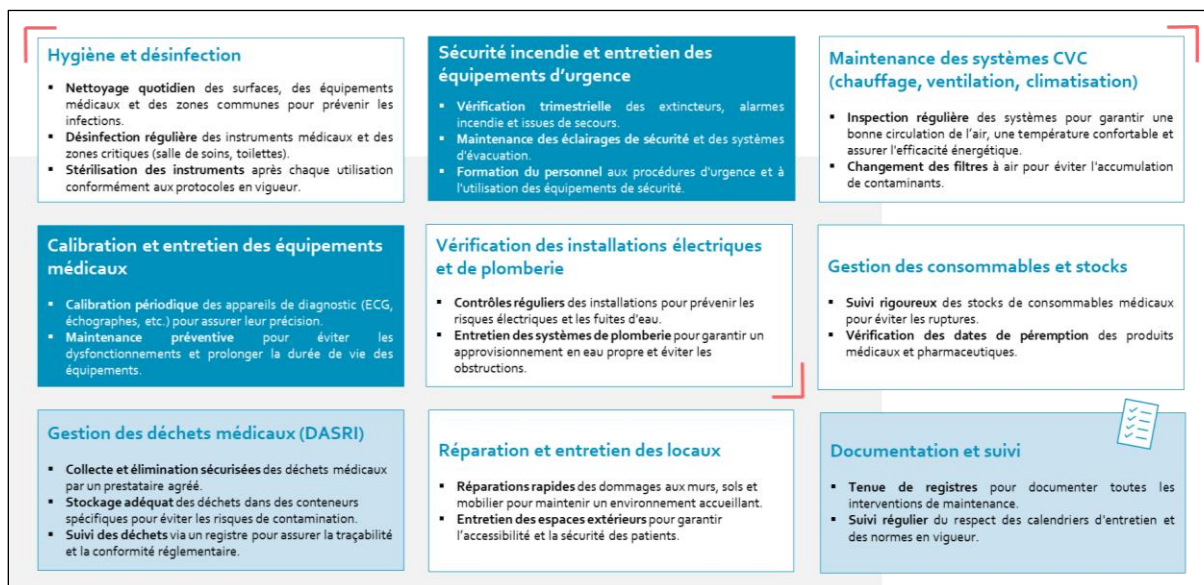 Hygiène et désinfection
▪ Nettoyage quotidien des surfaces, des équipements
médicaux et des zones communes pour prévenir les
infections.
▪ Désinfection régulière des instruments médicaux et des
zones critiques (salle de soins, toilettes).
▪ Stérilisation des instruments après chaque utilisation
conformément aux protocoles en vigueur.
Sécurité incendie et entretien des
équipements d'urgence
▪ Vérification trimestrielle des extincteurs, alarmes
incendie et issues de secours.
▪ Maintenance des éclairages de sécurité et des systèmes
d'évacuation.
▪ Formation du personnel aux procédures d'urgence et à
l'utilisation des équipements de sécurité.
Maintenance des systèmes CVC
(chauffage, ventilation, climatisation)
▪ Inspection régulière des systèmes pour garantir une
bonne circulation de l'air, une température confortable et
assurer l'efficacité énergétique.
▪ Changement des filtres à air pour éviter l'accumulation
de contaminants.
Calibration et entretien des équipements
médicaux
▪ Calibration périodique des appareils de diagnostic (ECG,
échographes, etc.) pour assurer leur précision.
▪ Maintenance préventive pour éviter les
dysfonctionnements et prolonger la durée de vie des
équipements.
Vérification des installations électriques
et de plomberie
▪ Contrôles réguliers des installations pour prévenir les
risques électriques et les fuites d'eau.
▪ Entretien des systèmes de plomberie pour garantir un
approvisionnement en eau propre et éviter les
obstructions.
Gestion des consommables et stocks
▪ Suivi rigoureux des stocks de consommables médicaux
pour éviter les ruptures.
▪ Vérification des dates de péremption des produits
médicaux et pharmaceutiques.
Gestion des déchets médicaux (DASRI)
▪ Collecte et élimination sécurisées des déchets médicaux
par un prestataire agréé.
▪ Stockage adéquat des déchets dans des conteneurs
spécifiques pour éviter les risques de contamination.
▪ Suivi des déchets via un registre pour assurer la traçabilité
et la conformité réglementaire.
Réparation et entretien des locaux
▪ Réparations rapides des dommages aux murs, sols et
mobilier pour maintenir un environnement accueillant.
▪ Entretien des espaces extérieurs pour garantir
l'accessibilité et la sécurité des patients.
Documentation et suivi
▪ Tenue de registres pour documenter toutes les
interventions de maintenance.
▪ Suivi régulier du respect des calendriers d'entretien et
des normes en vigueur.